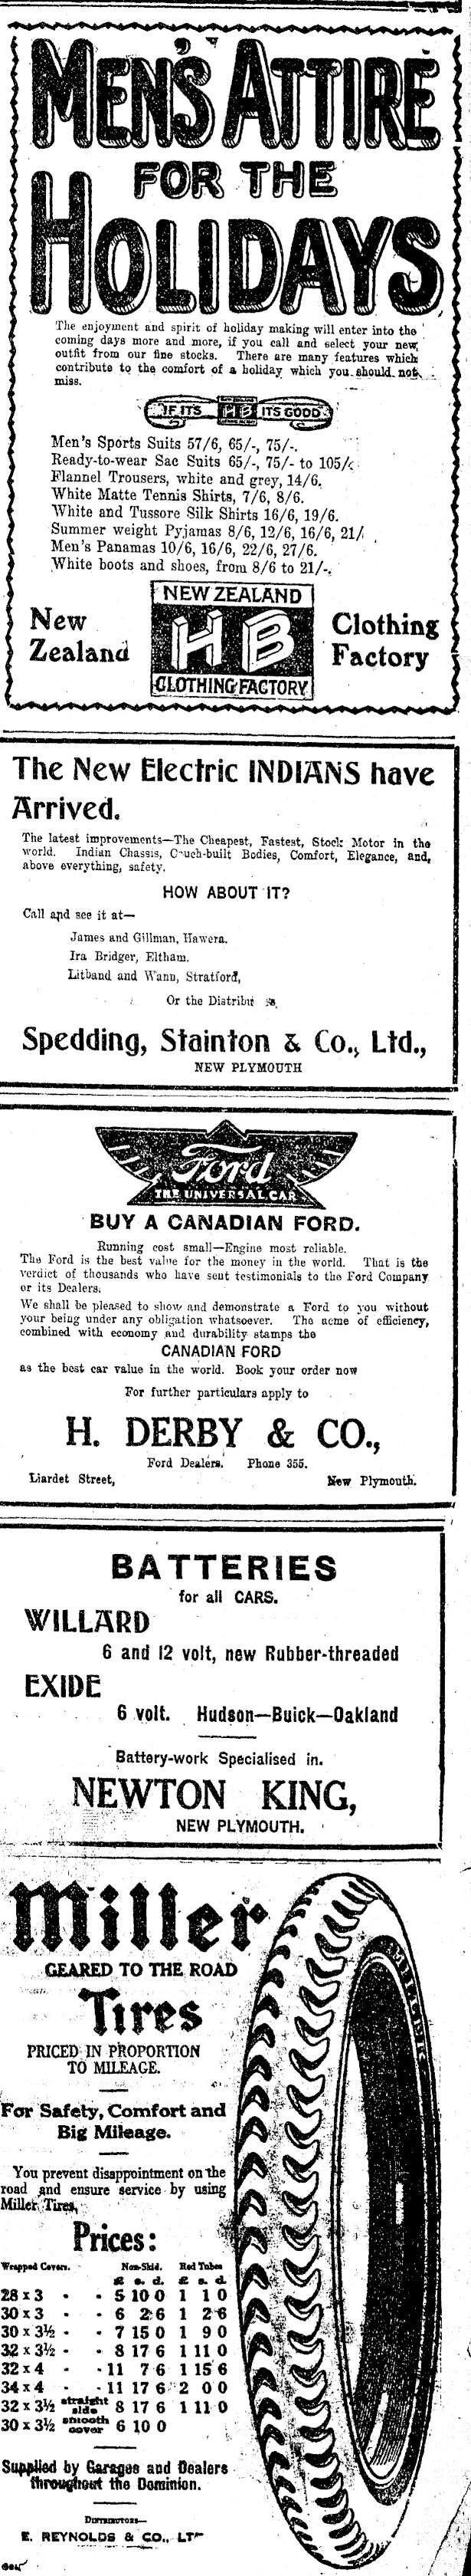 MEN'S ATTIRE
FOR THE
HOLIDAYS
The enjoyment and spirit of holiday making will enter into the
coming days more and more, if you call and select your new
outfit from our fine stocks. There are many features which
contribute to the comfort of a holiday which you should not
miss.
IF ITS HB ITS GOOD
Men's Sports Suits 57/6, 65/-, 75/-.
Ready-to-wear Sac Suits 65/-, 75/- to 105/-
Flannel Trousers, white and grey, 14/6.
White Matte Tennis Shirts, 7/6, 8/6.
White and Tussore Silk Shirts 16/6, 19/6.
Summer weight Pyjamas 8/6, 12/6, 16/6, 21/
Men's Panamas 10/6, 16/6, 22/6, 27/6.
White boots and shoes, from 8/6 to 21/-.
New Zealand
NEW ZEALAND
HB
CLOTHING FACTORY
Clothing Factory
The New Electric INDIANS have
Arrived.
The latest improvements—The Cheapest, Fastest, Stock Motor in the
world. Indian Chassis, Couch-built Bodies, Comfort, Elegance, and,
above everything, safety.
HOW ABOUT IT?
Call and see it at—
James and Gillman, Hawera.
Ira Bridger, Eltham.
Litband and Wann, Stratford,
Or the Distribut
Spedding, Stainton & Co., Ltd.,
NEW PLYMOUTH
Ford
THE UNIVERSAL CAR
BUY A CANADIAN FORD.
Running cost small—Engine most reliable.
The Ford is the best value for the money in the world. That is the
verdict of thousands who have sent testimonials to the Ford Company
or its Dealers.
We shall be pleased to show and demonstrate a Ford to you without
your being under any obligation whatsoever. The acme of efficiency,
combined with economy and durability stamps the
CANADIAN FORD
as the best car value in the world. Book your order now
For further particulars apply to
H. DERBY & CO.,
Ford Dealers. Phone 355.
Liardet Street, New Plymouth.
BATTERIES
for all CARS.
WILLARD
6 and 12 volt, new Rubber-threaded
EXIDE
6 volt. Hudson—Buick—Oakland
Battery-work Specialised in.
NEWTON KING,
NEW PLYMOUTH.
Miller
GEARED TO THE ROAD
Tires
PRICED IN PROPORTION
TO MILEAGE.
MILLER
For Safety, Comfort and
Big Mileage.
You prevent disappointment on the
road and ensure service by using
Miller Tires,
Prices:
Wrapped Covers. Non-Skid. Red Tubes
£ s. d. £ s. d.
28 x 3 - - 5 10 0 1 1 0
30 x 3 - - 6 2 6 1 2 6
30 x 3½ - - 7 15 0 1 9 0
32 x 3½ - - 8 17 6 1 11 0
32 x 4 - - 11 7 6 1 15 6
34 x 4 - - 11 17 6 2 0 0
32 x 3½ straight side 8 17 6 1 11 0
30 x 3½ smooth cover 6 10 0
Supplied by Garages and Dealers
throughout the Dominion.
Distributors—
E. REYNOLDS & CO., LTD